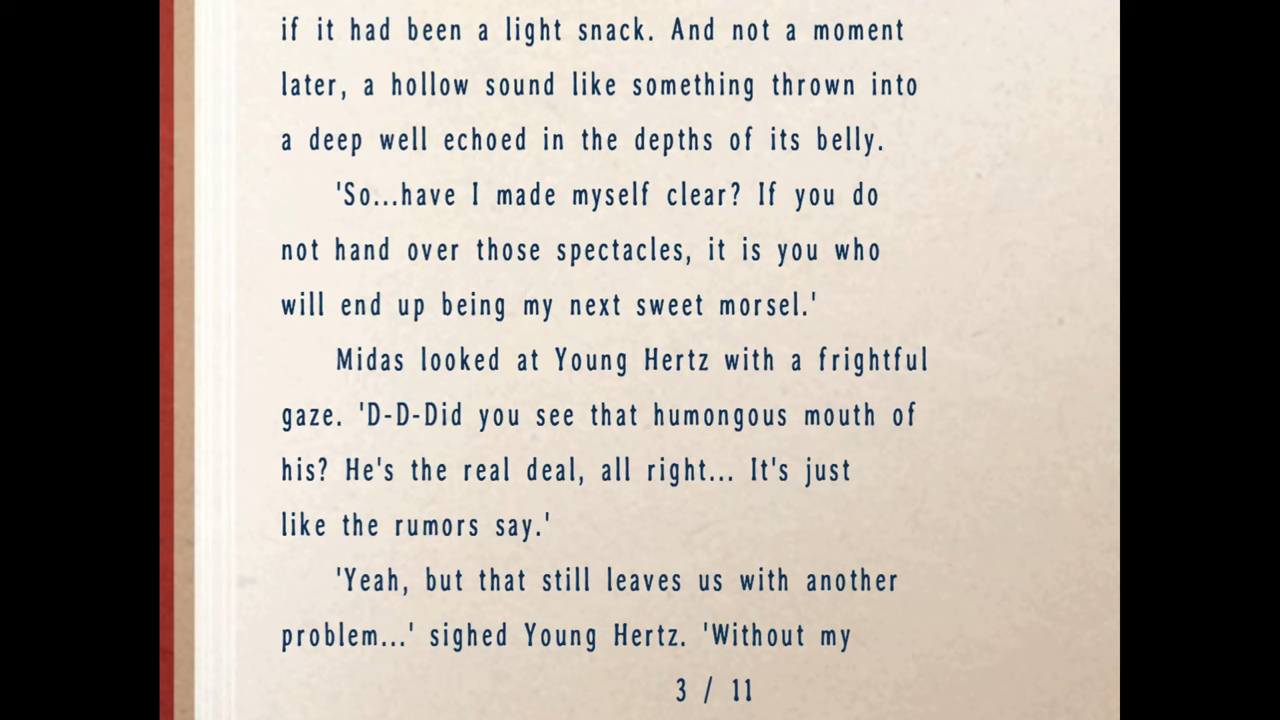 if it had been a light snack. And not a moment
later, a hollow sound like something thrown into
a deep well echoed in the depths of its belly.
'So...have I made myself clear? If you do
not hand over those spectacles, it is you who
will end up being my next sweet morsel.'
Midas looked at Young Hertz with a frightful
gaze. 'D-D-Did you see that humongous mouth of
his? He's the real deal, all right... It's just
like the rumors say.'
'Yeah, but that still leaves us with another
problem...' sighed Young Hertz. 'Without my
3 / 11